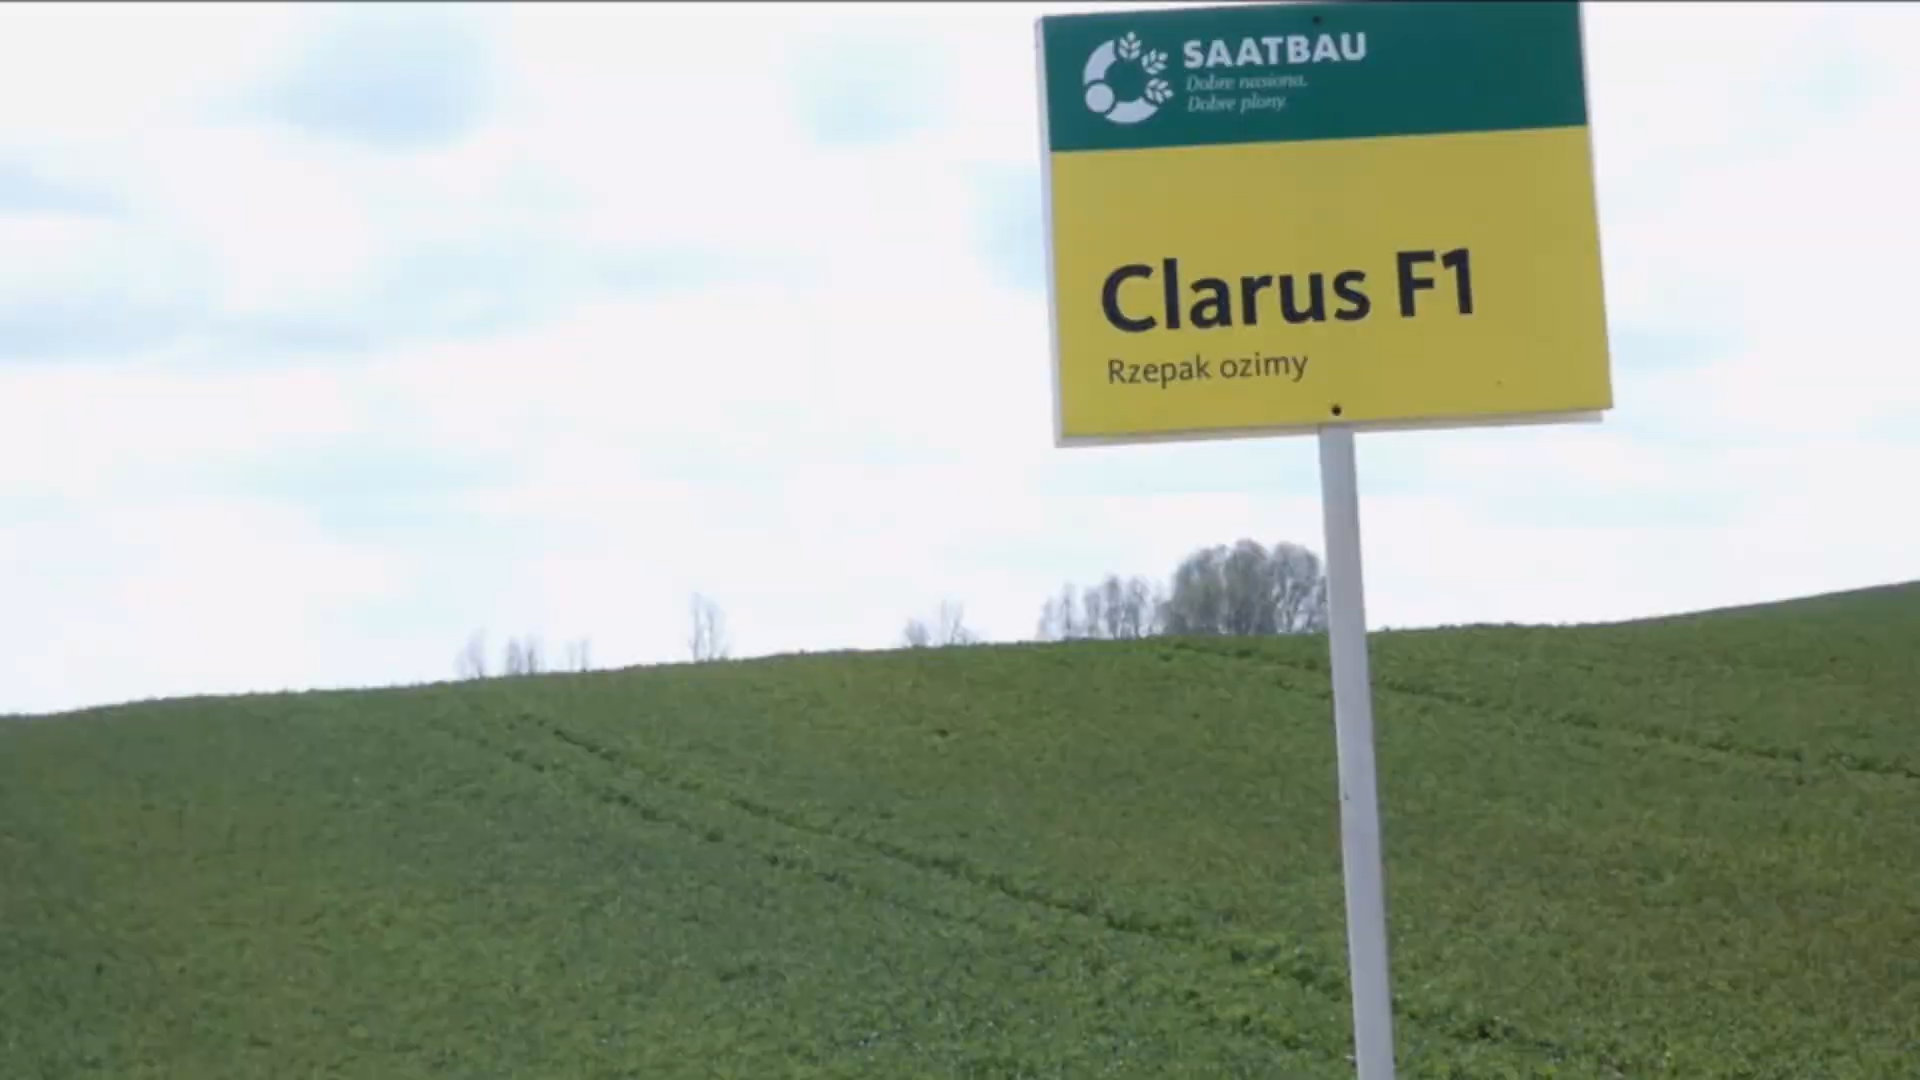 SAATBAU
Dobre nasiona.
Dobre plony.
Clarus F1
Rzepak ozimy